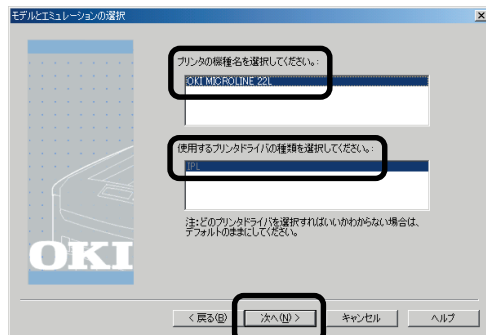 モデルとエミュレーションの選択
プリンタの機種名を選択してください。:
OKI MICROLINE 22L
使用するプリンタドライバの種類を選択してください。:
IPL
注:どのプリンタドライバを選択すればいいかわからない場合は、
デフォルトのままにしてください。
OKI
< 戻る(B)
次へ(N) >
キャンセル
ヘルプ